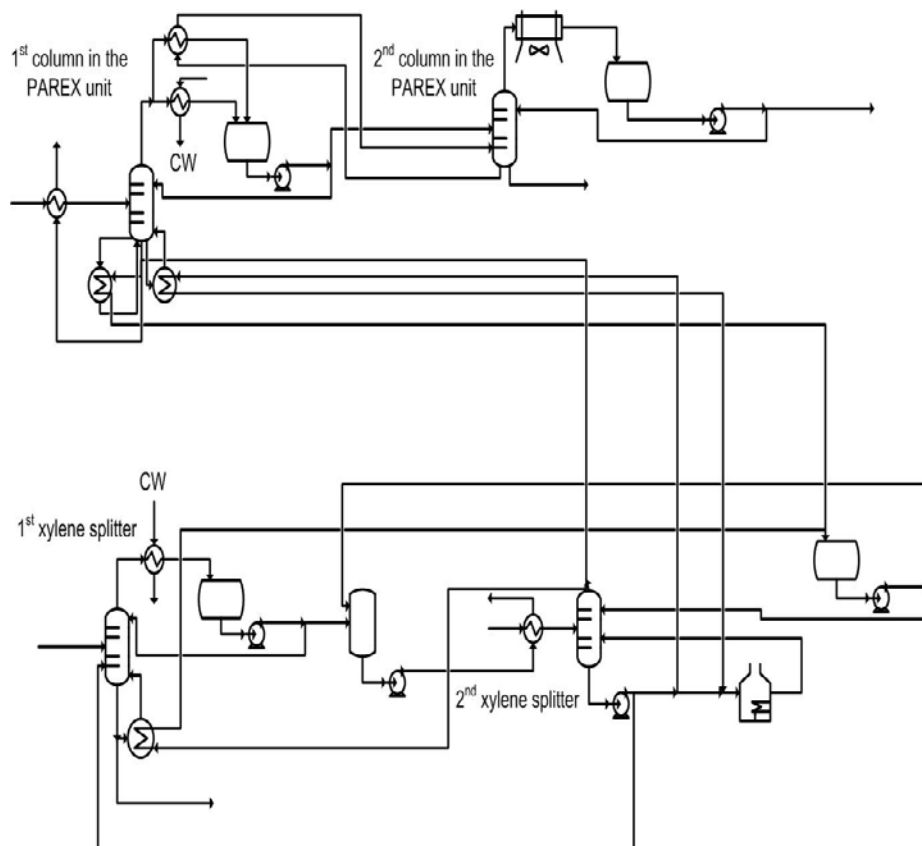 1st column in the
PAREX unit
2nd column in the
PAREX unit
CW
CW
1st xylene splitter
2nd xylene splitter